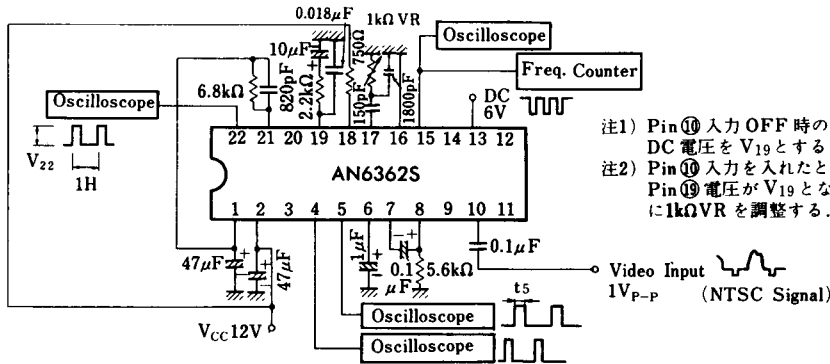 0.018μF
1kΩ VR
10μF
750Ω
Oscilloscope
Freq. Counter
6.8kΩ
820pF
2.2kΩ
150pF
1800pF
DC
6V
Oscilloscope
V22
1H
22 21 20 19 18 17 16 15 14 13 12
AN6362S
1 2 3 4 5 6 7 8 9 10 11
注1) Pin⑩入力OFF時の
DC電圧をV19とする
注2) Pin⑩入力を入れたと
Pin⑲電圧がV19とな
に1kΩVRを調整する.
47μF
47μF
1μF
0.1
μF
5.6kΩ
0.1μF
Video Input
1VP-P
(NTSC Signal)
VCC 12V
t5
Oscilloscope
Oscilloscope